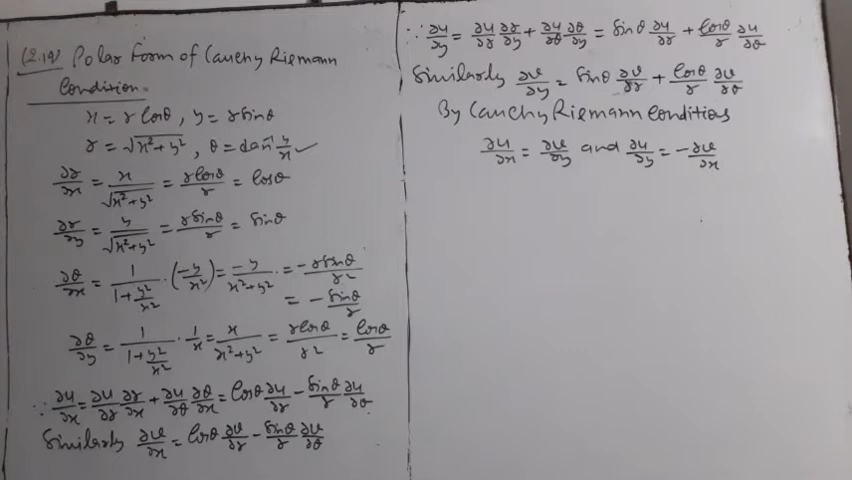 (2.19) Polar Form of Cauchy Riemann
Condition:-
x = r cosθ, y = r sinθ
r = √(x²+y²), θ = tan⁻¹ y/x ✓
∂r/∂x = x/√(x²+y²) = r cosθ/r = cosθ
∂r/∂y = y/√(x²+y²) = r sinθ/r = sinθ
∂θ/∂x = 1/(1+y²/x²) · (-y/x²) = -y/(x²+y²) = -r sinθ/r²
= - sinθ/r
∂θ/∂y = 1/(1+y²/x²) · 1/x = x/(x²+y²) = r cosθ/r² = cosθ/r
∵ ∂u/∂x = ∂u/∂r ∂r/∂x + ∂u/∂θ ∂θ/∂x = cosθ ∂u/∂r - sinθ/r ∂u/∂θ
Similarly ∂v/∂x = cosθ ∂v/∂r - sinθ/r ∂v/∂θ
∵ ∂u/∂y = ∂u/∂r ∂r/∂y + ∂u/∂θ ∂θ/∂y = sinθ ∂u/∂r + cosθ/r ∂u/∂θ
Similarly ∂v/∂y = sinθ ∂v/∂r + cosθ/r ∂v/∂θ
By Cauchy Riemann Conditions
∂u/∂x = ∂v/∂y and ∂u/∂y = -∂v/∂x